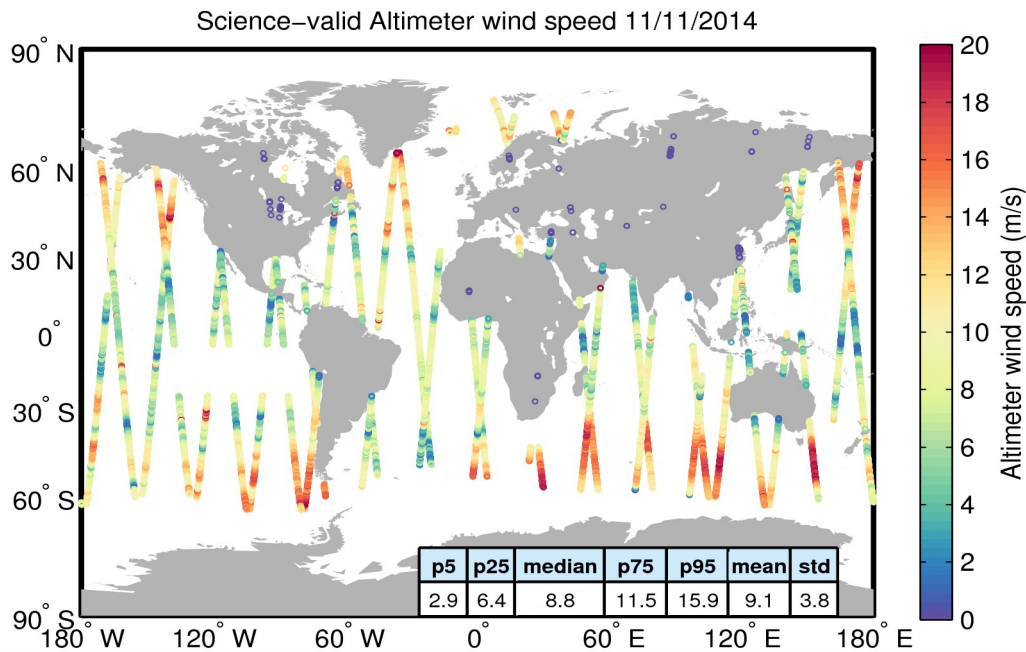 Science−valid Altimeter wind speed 11/11/2014
90° N
60° N
30° N
0°
30° S
60° S
90° S
180° W
120° W
60° W
0°
60° E
120° E
180° E
p5 p25 median p75 p95 mean std
2.9 6.4 8.8 11.5 15.9 9.1 3.8
20
18
16
14
12
10
8
6
4
2
0
Altimeter wind speed (m/s)